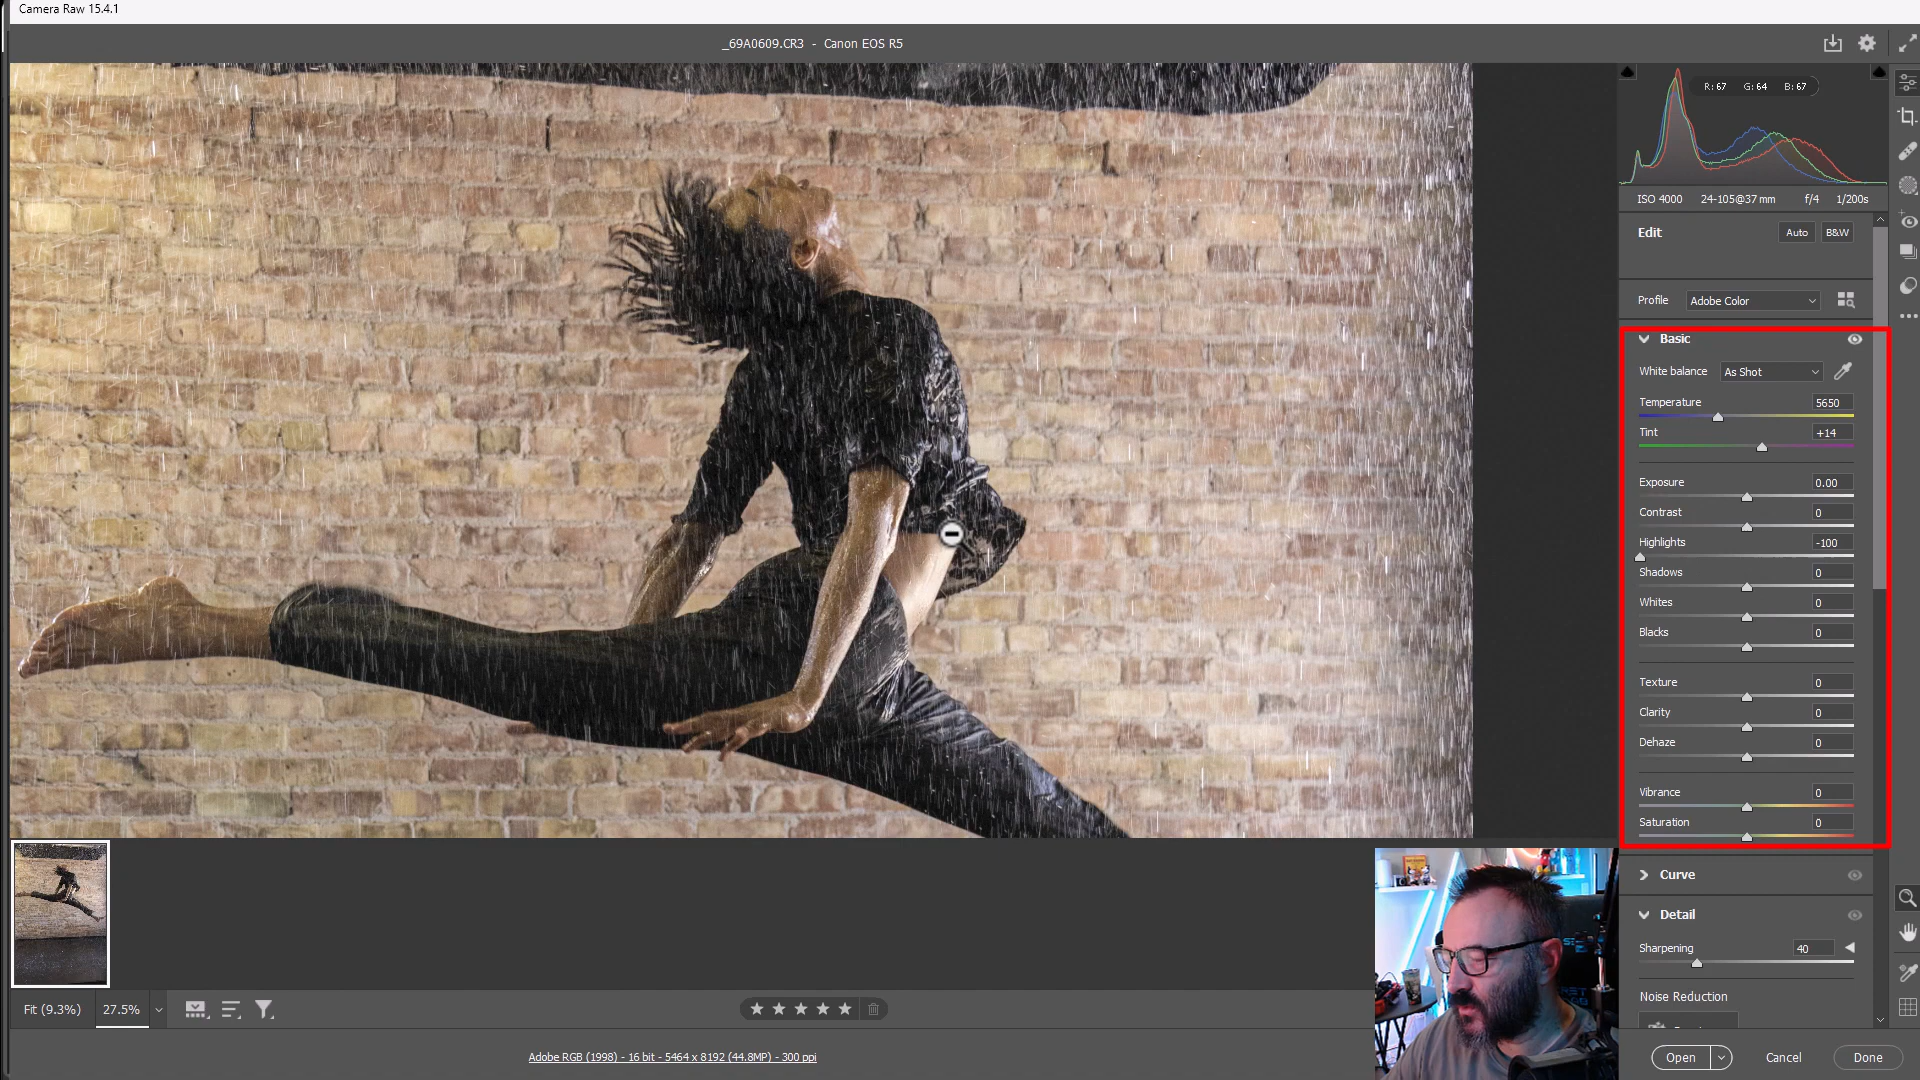 Camera Raw 15.4.1
_69A0609.CR3 - Canon EOS R5
R: 67 G: 64 B: 67
ISO 4000 24-105@37 mm f/4 1/200s
Edit Auto B&W
Profile Adobe Color
Basic
White balance As Shot
Temperature 5650
Tint +14
Exposure 0.00
Contrast 0
Highlights -100
Shadows 0
Whites 0
Blacks 0
Texture 0
Clarity 0
Dehaze 0
Vibrance 0
Saturation 0
Curve
Detail
Sharpening 40
Noise Reduction
Fit (9.3%) 27.5%
Adobe RGB (1998) - 16 bit - 5464 x 8192 (44.8MP) - 300 ppi
Open Cancel Done